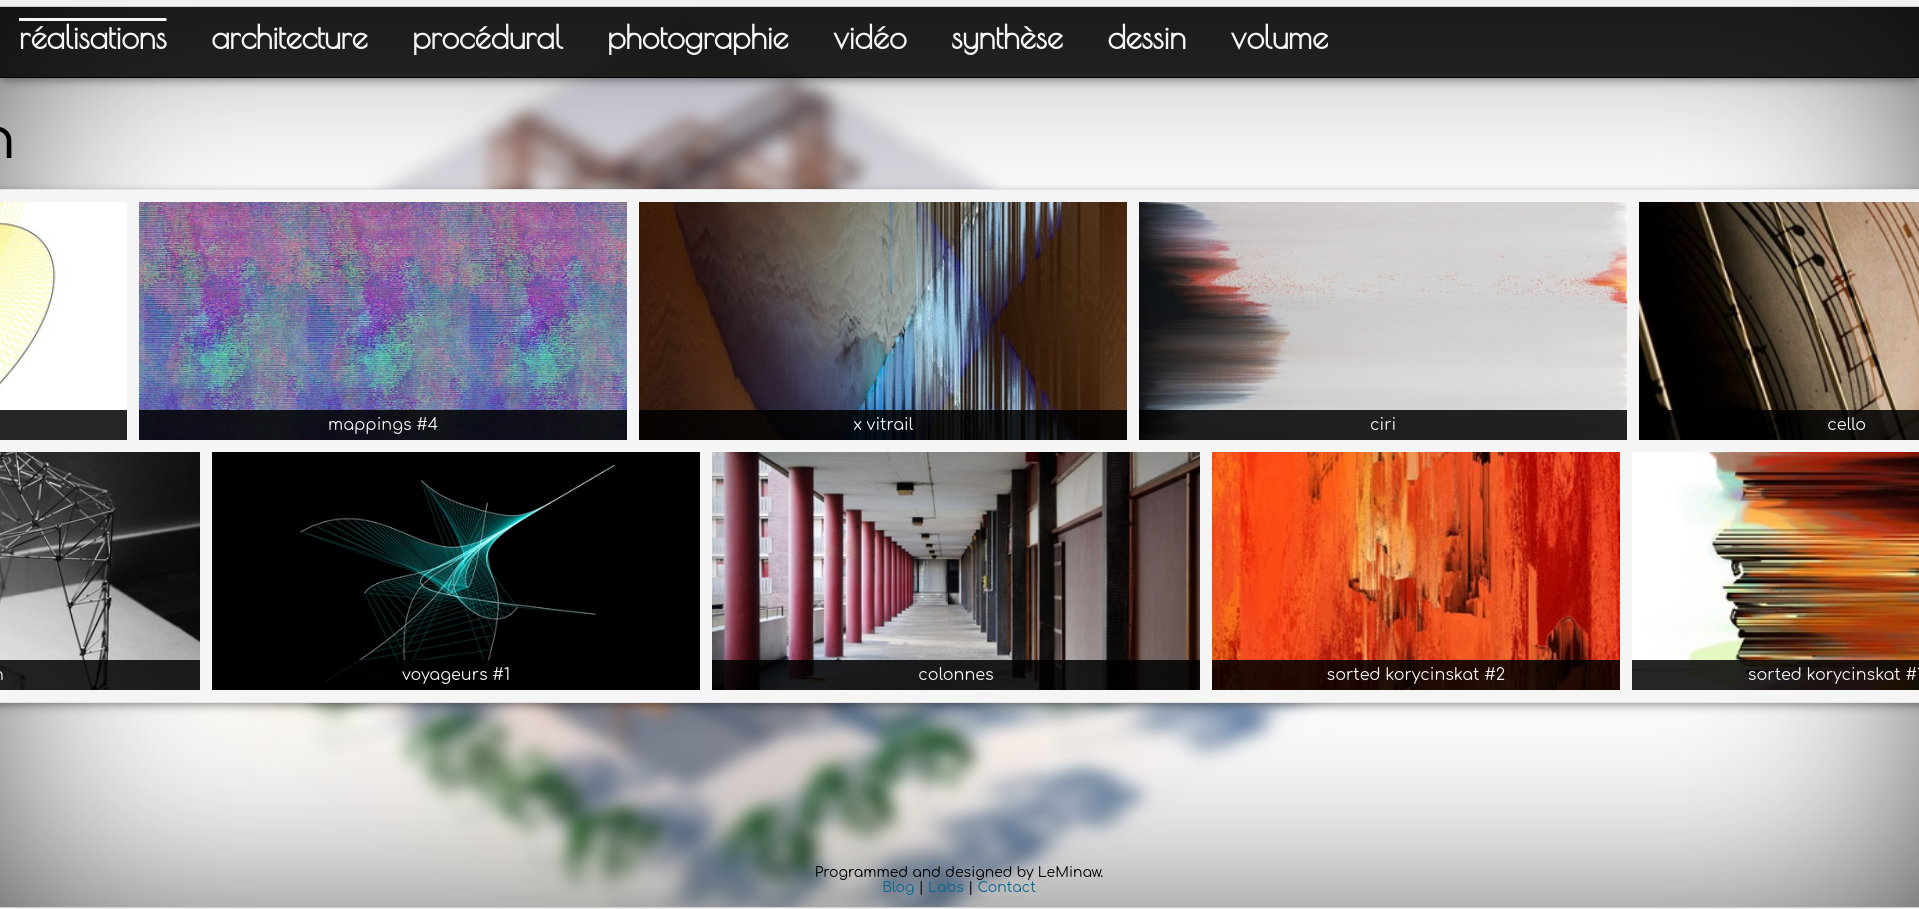 réalisations architecture procédural photographie vidéo synthèse dessin volume
n
mappings #4
x vitrail
ciri
cello
voyageurs #1
colonnes
sorted korycinskat #2
sorted korycinskat
Programmed and designed by LeMinaw.
Blog | Labs | Contact